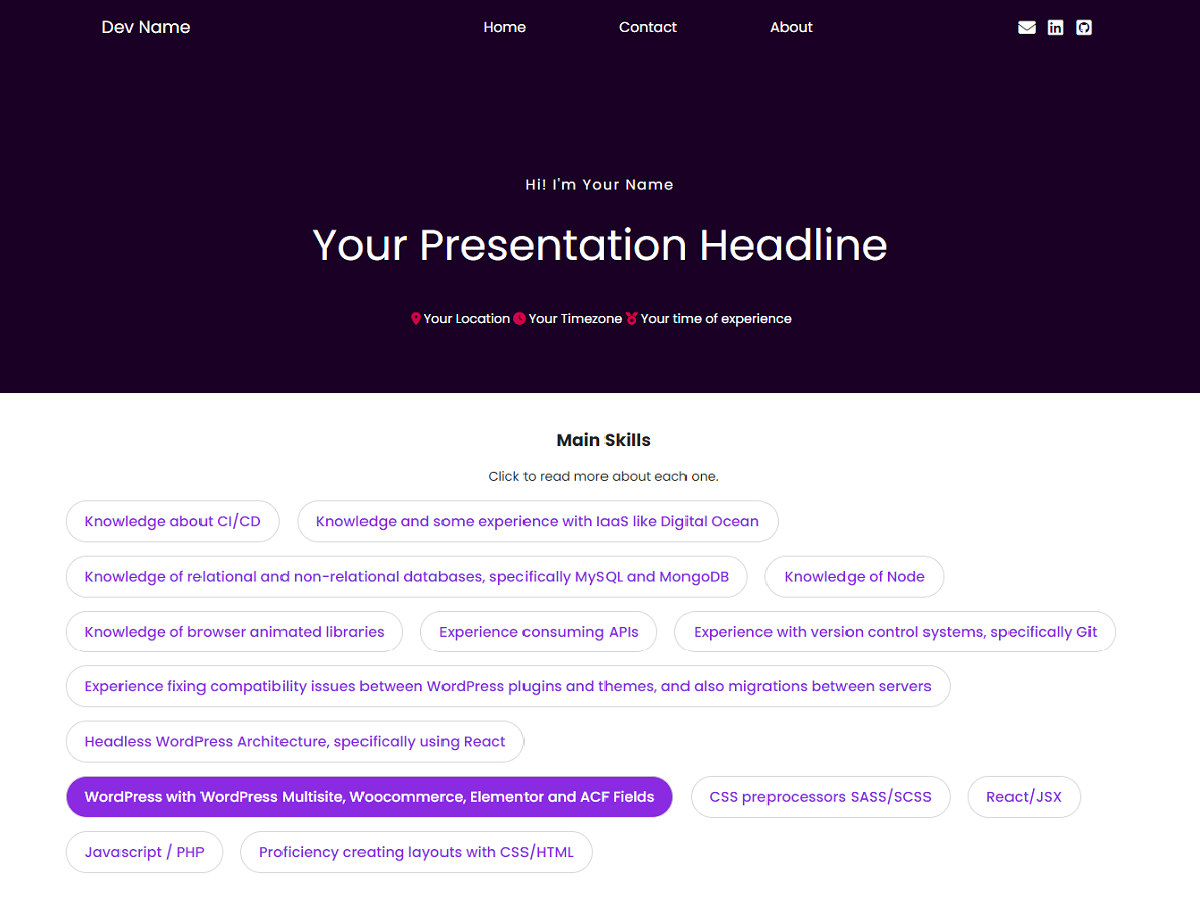 Dev Name Home Contact About
Hi! I'm Your Name
Your Presentation Headline
Your Location Your Timezone Your time of experience
Main Skills
Click to read more about each one.
Knowledge about CI/CD Knowledge and some experience with IaaS like Digital Ocean
Knowledge of relational and non-relational databases, specifically MySQL and MongoDB Knowledge of Node
Knowledge of browser animated libraries Experience consuming APIs Experience with version control systems, specifically Git
Experience fixing compatibility issues between WordPress plugins and themes, and also migrations between servers
Headless WordPress Architecture, specifically using React
WordPress with WordPress Multisite, Woocommerce, Elementor and ACF Fields CSS preprocessors SASS/SCSS React/JSX
Javascript / PHP Proficiency creating layouts with CSS/HTML